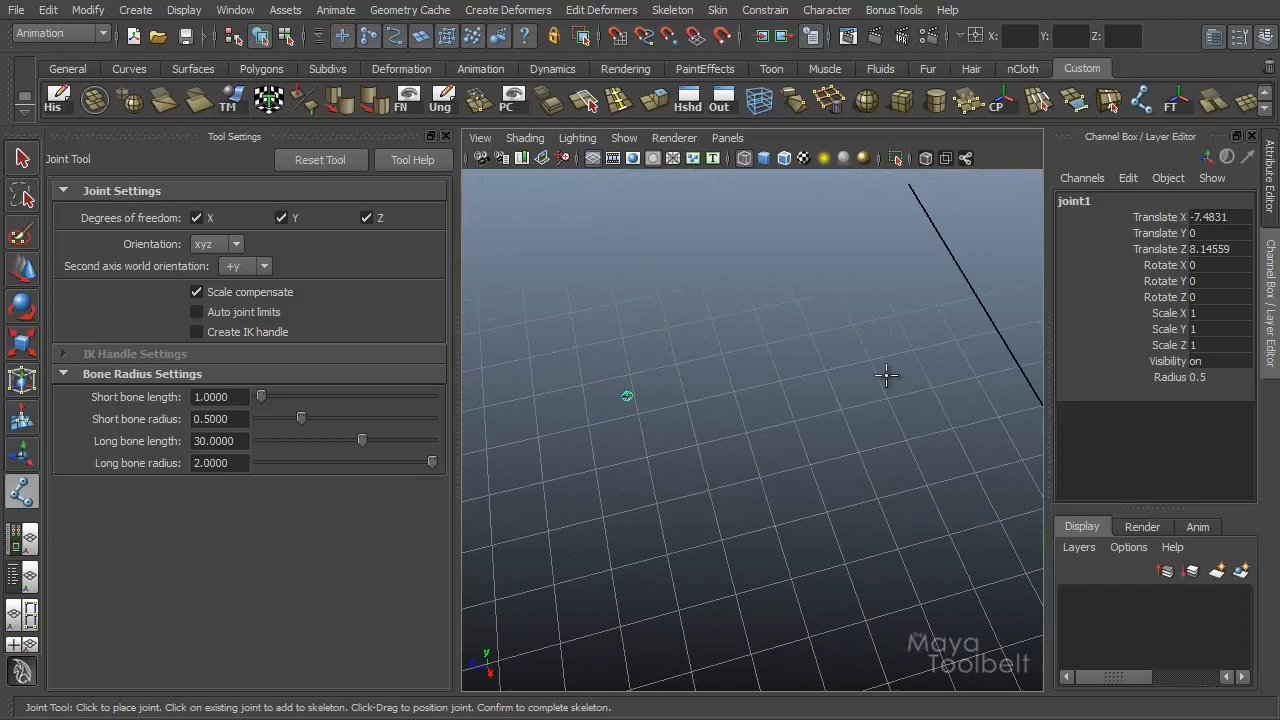 File Edit Modify Create Display Window Assets Animate Geometry Cache Create Deformers Edit Deformers Skeleton Skin Constrain Character Bonus Tools Help
Animation X: Y: Z:
General Curves Surfaces Polygons Subdivs Deformation Animation Dynamics Rendering PaintEffects Toon Muscle Fluids Fur Hair nCloth Custom
His TM FN Ung PC Hshd Out CP FT
Tool Settings
Joint Tool Reset Tool Tool Help
Joint Settings
Degrees of freedom: X Y Z
Orientation: xyz
Second axis world orientation: +y
Scale compensate
Auto joint limits
Create IK handle
IK Handle Settings
Bone Radius Settings
Short bone length: 1.0000
Short bone radius: 0.5000
Long bone length: 30.0000
Long bone radius: 2.0000
View Shading Lighting Show Renderer Panels
y
Maya
Toolbelt
Channel Box / Layer Editor
Channels Edit Object Show
joint1
Translate X -7.4831
Translate Y 0
Translate Z 8.14559
Rotate X 0
Rotate Y 0
Rotate Z 0
Scale X 1
Scale Y 1
Scale Z 1
Visibility on
Radius 0.5
Display Render Anim
Layers Options Help
Attribute Editor
Channel Box / Layer Editor
Joint Tool: Click to place joint. Click on existing joint to add to skeleton. Click-Drag to position joint. Confirm to complete skeleton.